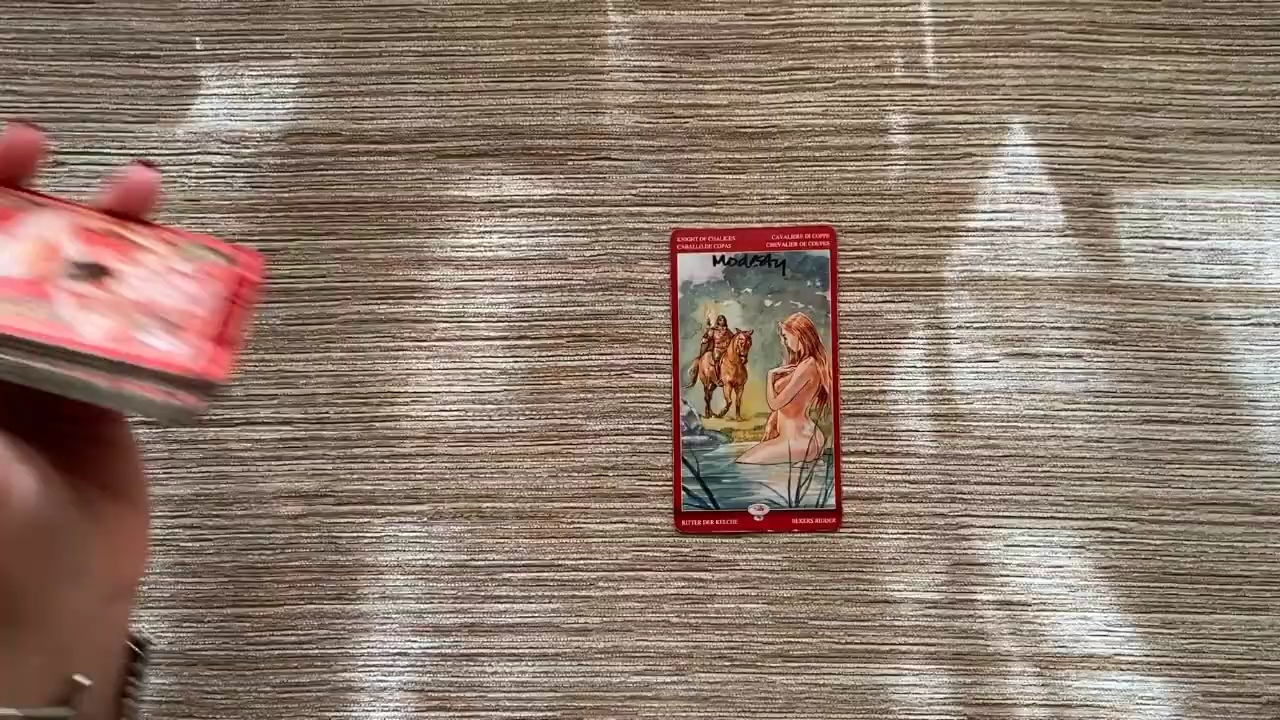 KNIGHT OF CHALICES
CABALLO DE COPAS
CAVALIERE DI COPPE
CHEVALIER DE COUPES
Modesty
RITTER DER KELCHE
BEKERS RIDDER